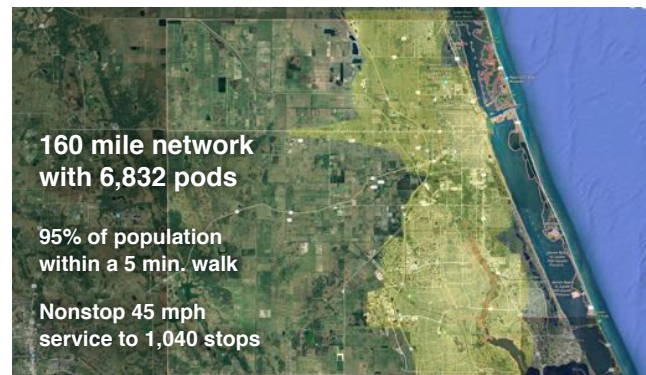 160 mile network
with 6,832 pods
95% of population
within a 5 min. walk
Nonstop 45 mph
service to 1,040 stops